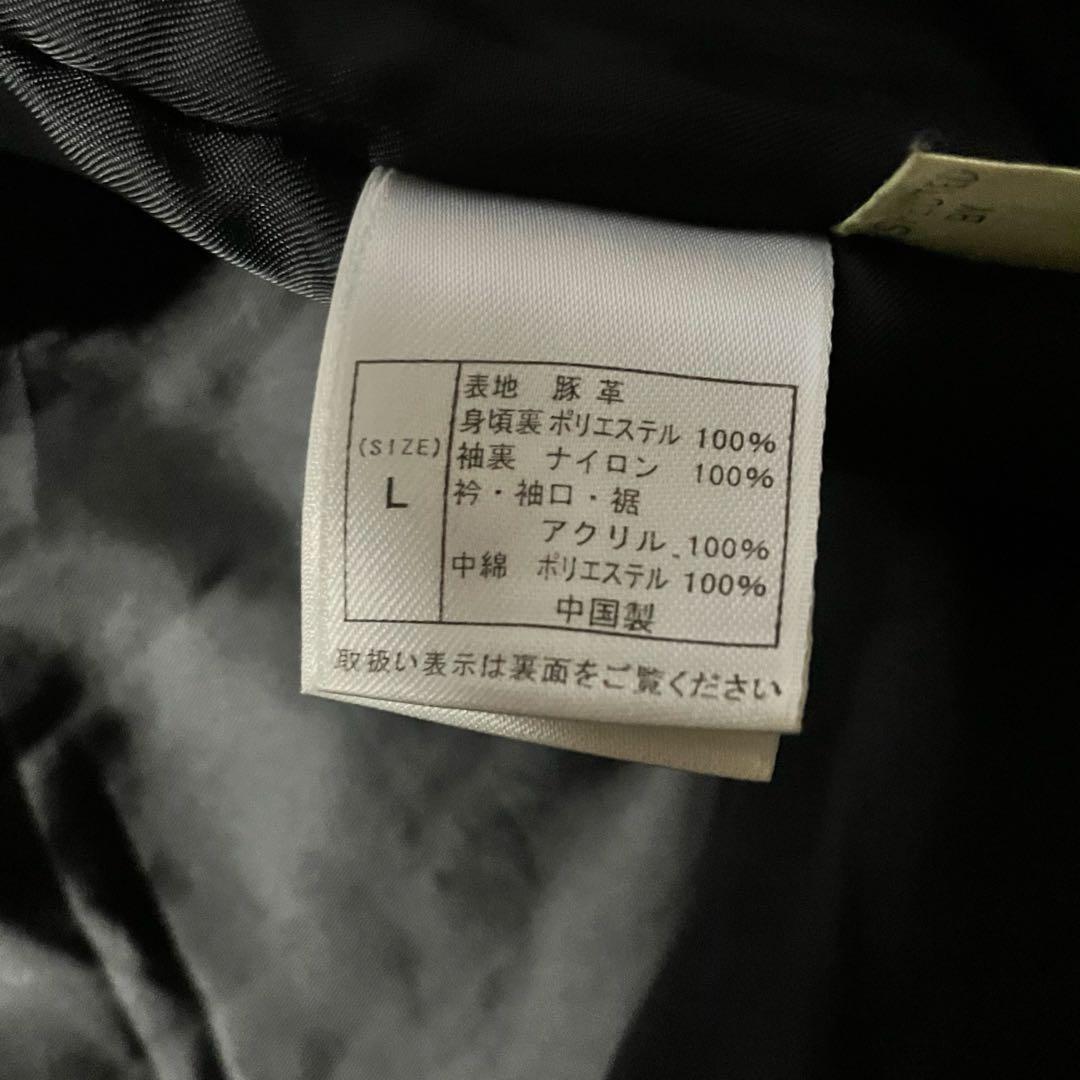 (SIZE)
L
表地 豚革
身頃裏 ポリエステル 100%
袖裏 ナイロン 100%
衿・袖口・裾
アクリル 100%
中綿 ポリエステル 100%
中国製
取扱い表示は裏面をご覧ください